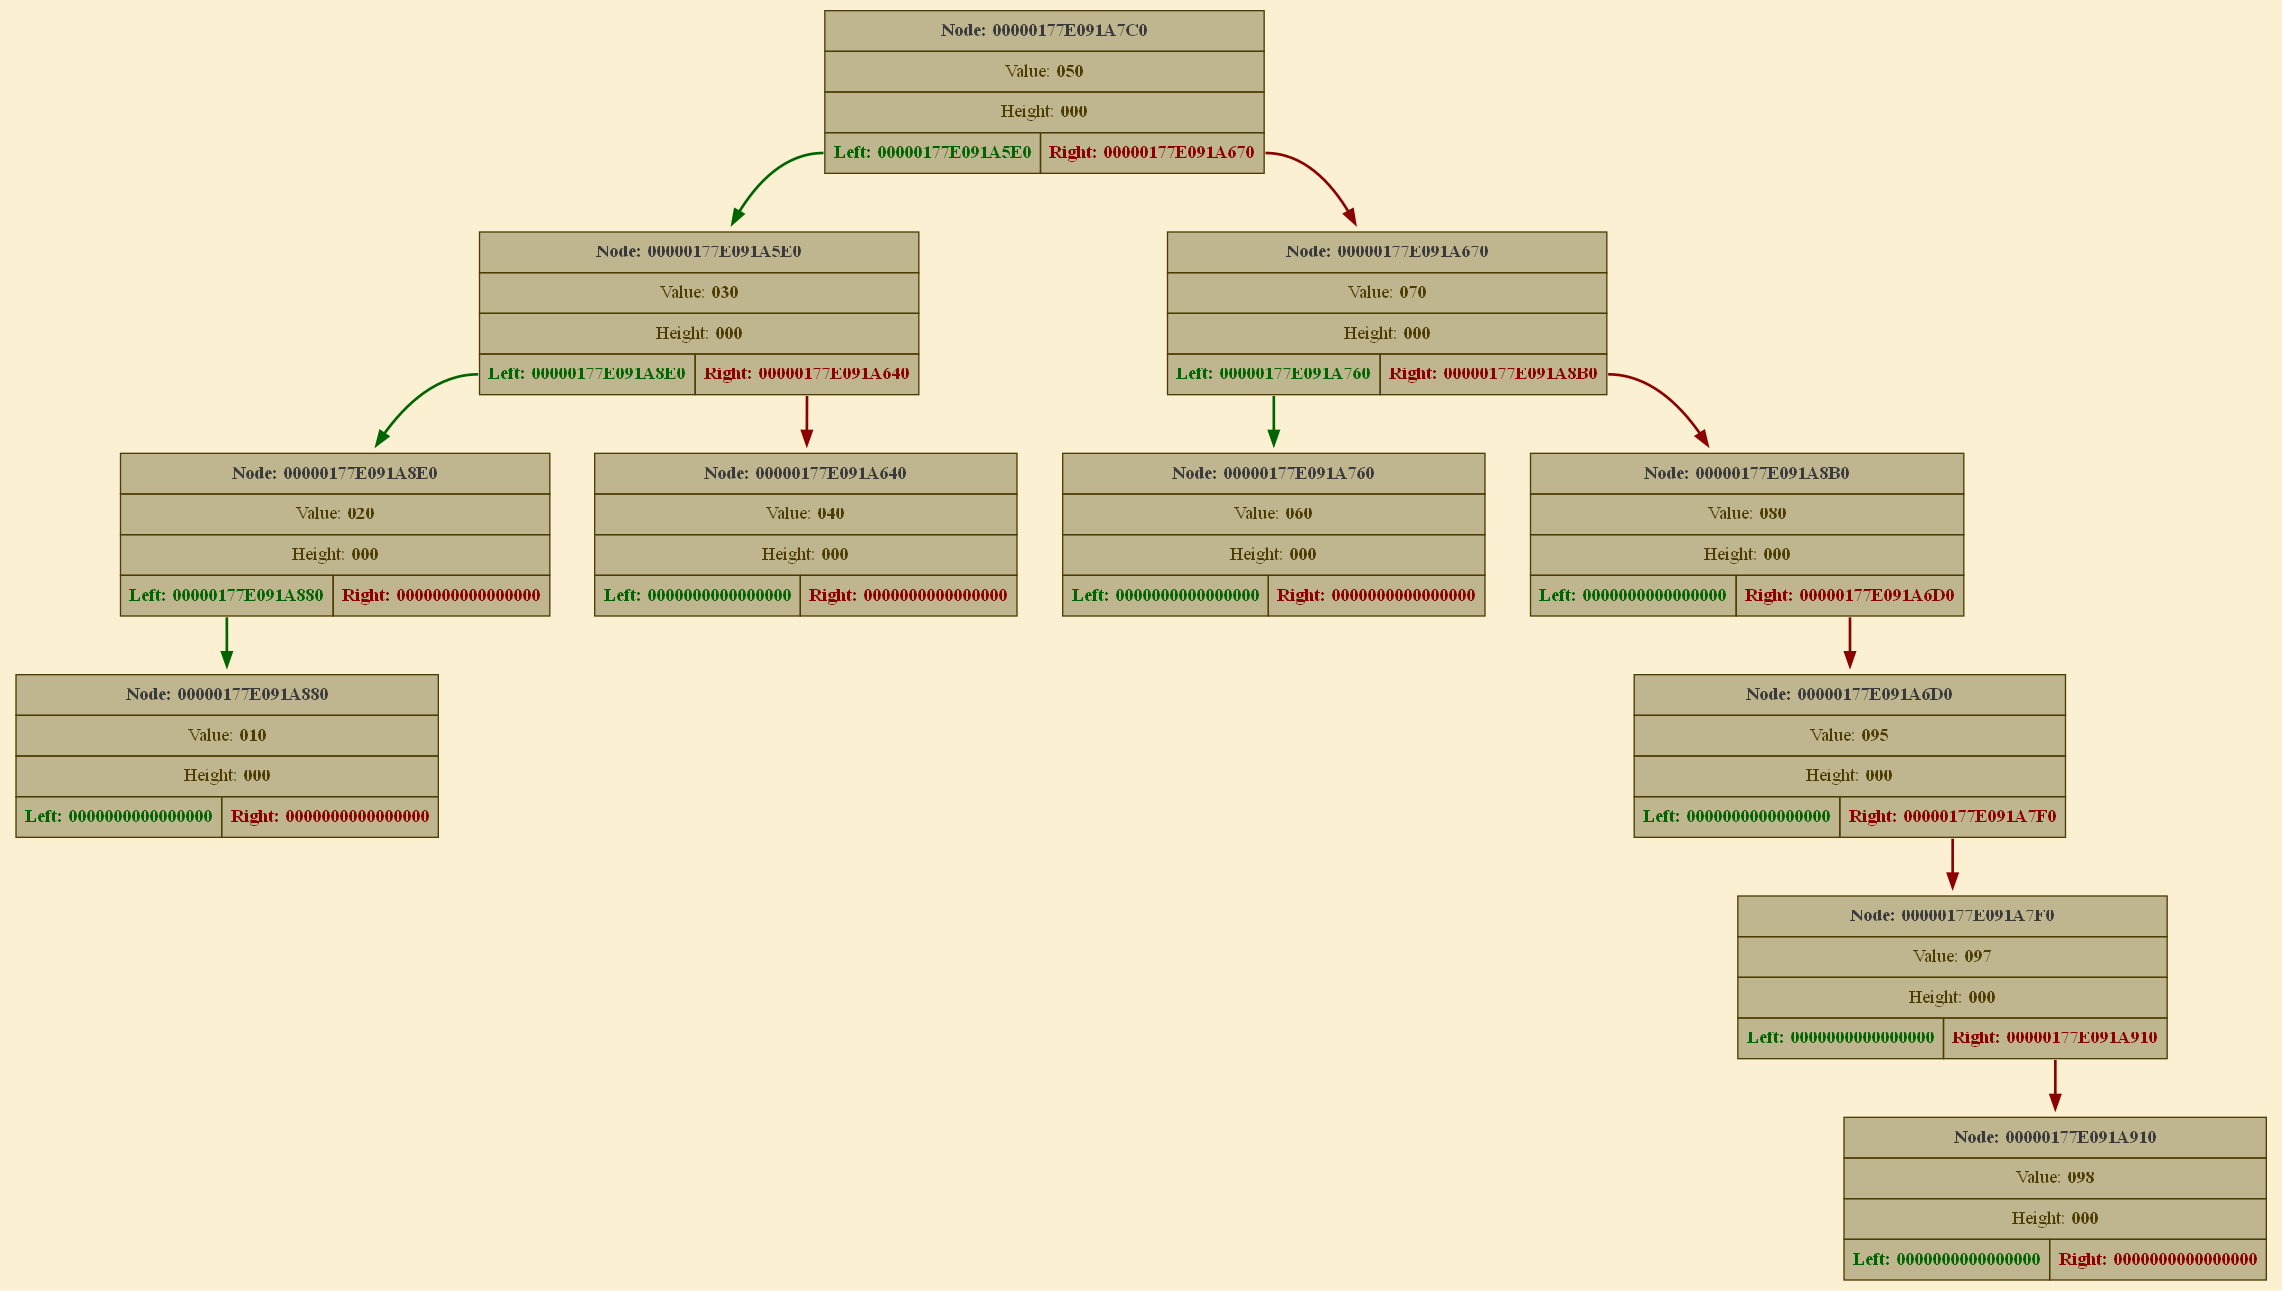 Node: 00000177E091A7C0
Value: 050
Height: 000
Left: 00000177E091A5E0 Right: 00000177E091A670
Node: 00000177E091A5E0
Value: 030
Height: 000
Left: 00000177E091A8E0 Right: 00000177E091A640
Node: 00000177E091A670
Value: 070
Height: 000
Left: 00000177E091A760 Right: 00000177E091A8B0
Node: 00000177E091A8E0
Value: 020
Height: 000
Left: 00000177E091A880 Right: 0000000000000000
Node: 00000177E091A640
Value: 040
Height: 000
Left: 0000000000000000 Right: 0000000000000000
Node: 00000177E091A760
Value: 060
Height: 000
Left: 0000000000000000 Right: 0000000000000000
Node: 00000177E091A8B0
Value: 080
Height: 000
Left: 0000000000000000 Right: 00000177E091A6D0
Node: 00000177E091A880
Value: 010
Height: 000
Left: 0000000000000000 Right: 0000000000000000
Node: 00000177E091A6D0
Value: 095
Height: 000
Left: 0000000000000000 Right: 00000177E091A7F0
Node: 00000177E091A7F0
Value: 097
Height: 000
Left: 0000000000000000 Right: 00000177E091A910
Node: 00000177E091A910
Value: 098
Height: 000
Left: 0000000000000000 Right: 0000000000000000